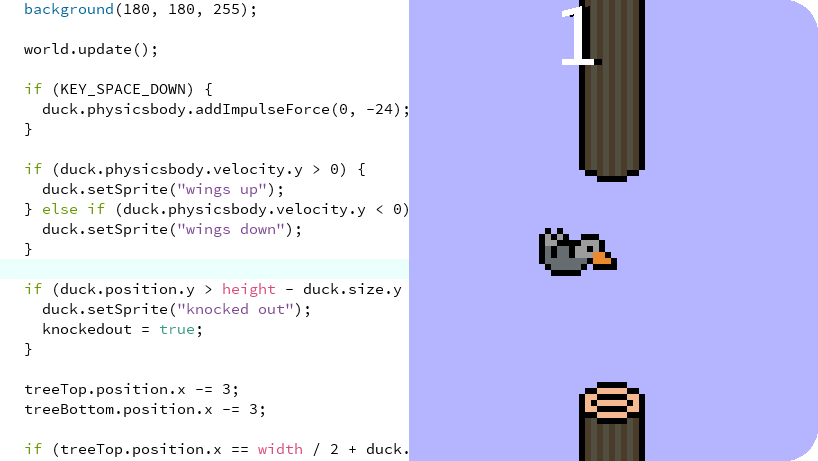 background(180, 180, 255);
world.update();
if (KEY_SPACE_DOWN) {
duck.physicsbody.addImpulseForce(0, -24);
}
if (duck.physicsbody.velocity.y > 0) {
duck.setSprite("wings up");
} else if (duck.physicsbody.velocity.y < 0)
duck.setSprite("wings down");
}
if (duck.position.y > height - duck.size.y
duck.setSprite("knocked out");
knockedout = true;
}
treeTop.position.x -= 3;
treeBottom.position.x -= 3;
if (treeTop.position.x == width / 2 + duck.
1